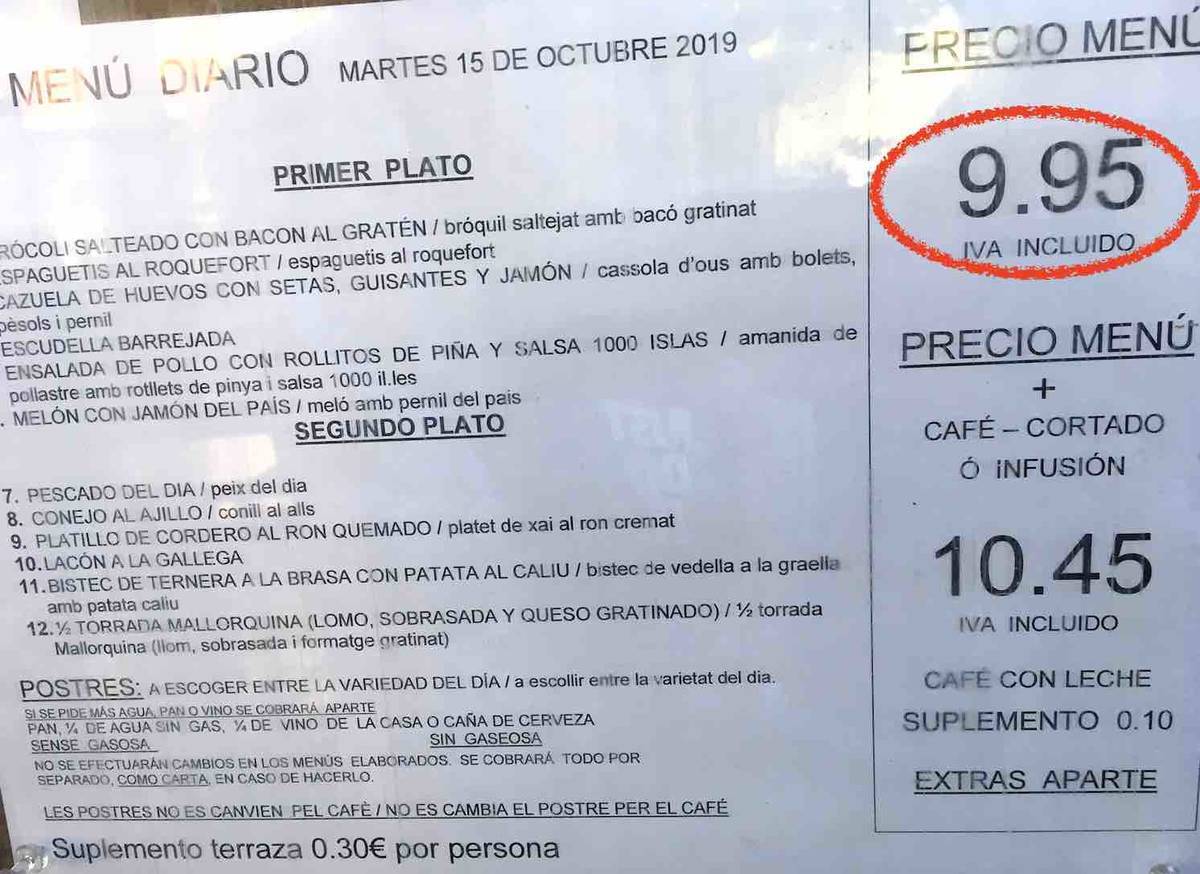 MENÚ DIARIO MARTES 15 DE OCTUBRE 2019
PRIMER PLATO
RÓCOLI SALTEADO CON BACON AL GRATÉN / bróquil saltejat amb bacó gratinat
ESPAGUETIS AL ROQUEFORT / espaguetis al roquefort
CAZUELA DE HUEVOS CON SETAS, GUISANTES Y JAMÓN / cassola d'ous amb bolets,
pèsols i pernil
ESCUDELLA BARREJADA
ENSALADA DE POLLO CON ROLLITOS DE PIÑA Y SALSA 1000 ISLAS / amanida de
pollastre amb rotllets de pinya i salsa 1000 il.les
. MELÓN CON JAMÓN DEL PAÍS / meló amb pernil del país
SEGUNDO PLATO
7. PESCADO DEL DIA / peix del dia
8. CONEJO AL AJILLO / conill al alls
9. PLATILLO DE CORDERO AL RON QUEMADO / platet de xai al ron cremat
10.LACÓN A LA GALLEGA
11.BISTEC DE TERNERA A LA BRASA CON PATATA AL CALIU / bistec de vedella a la graella
amb patata caliu
12.½ TORRADA MALLORQUINA (LOMO, SOBRASADA Y QUESO GRATINADO) / ½ torrada
Mallorquina (llom, sobrasada i formatge gratinat)
POSTRES: A ESCOGER ENTRE LA VARIEDAD DEL DÍA / a escollir entre la varietat del dia.
SI SE PIDE MÁS AGUA, PAN O VINO SE COBRARÁ APARTE
PAN, ¼ DE AGUA SIN GAS, ¼ DE VINO DE LA CASA O CAÑA DE CERVEZA
SENSE GASOSA SIN GASEOSA
NO SE EFECTUARÁN CAMBIOS EN LOS MENÚS ELABORADOS. SE COBRARÁ TODO POR
SEPARADO, COMO CARTA, EN CASO DE HACERLO.
LES POSTRES NO ES CANVIEN PEL CAFÈ / NO ES CAMBIA EL POSTRE PER EL CAFÉ
Suplemento terraza 0.30€ por persona
PRECIO MENÚ
9.95
IVA INCLUIDO
PRECIO MENÚ
+
CAFÉ – CORTADO
Ó INFUSIÓN
10.45
IVA INCLUIDO
CAFÉ CON LECHE
SUPLEMENTO 0.10
EXTRAS APARTE